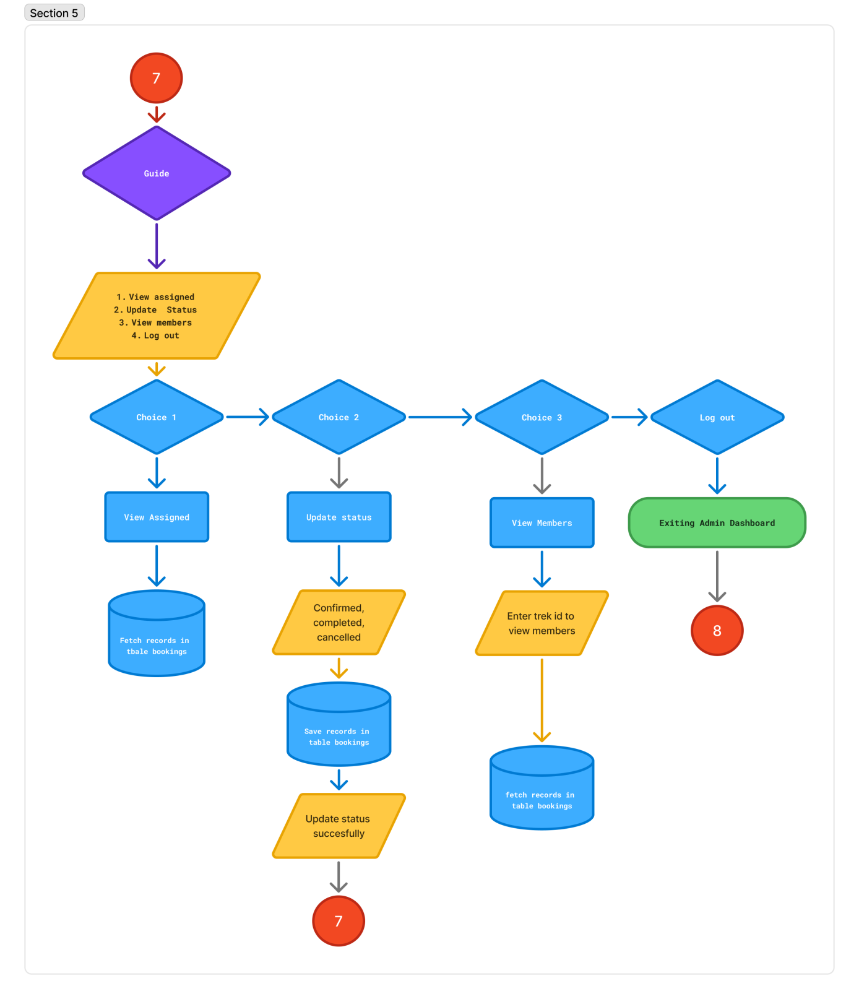 Section 5
7
Guide
1. View assigned
2. Update  Status
3. View members
4. Log out
Choice 1
Choice 2
Choice 3
Log out
View Assigned
Update status
View Members
Exiting Admin Dashboard
Fetch records in
tbale bookings
Confirmed,
completed,
cancelled
Enter trek id to
view members
8
Save records in
table bookings
fetch records in
table bookings
Update status
succesfully
7